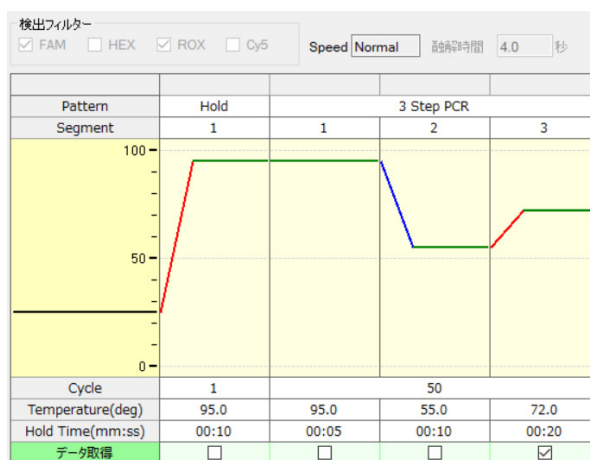 検出フィルター
FAM HEX ROX Cy5 Speed Normal 融解時間 4.0 秒
Pattern Hold 3 Step PCR
Segment 1 1 2 3
100
50
0
Cycle 1 50
Temperature(deg) 95.0 95.0 55.0 72.0
Hold Time(mm:ss) 00:10 00:05 00:10 00:20
データ取得